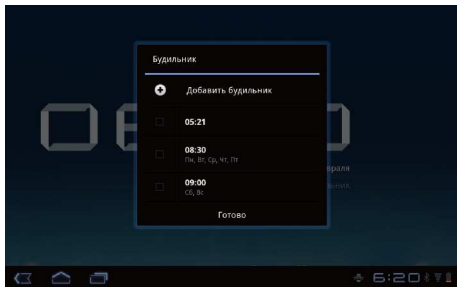 Будильник
Добавить будильник
05:21
08:30
Пн, Вт, Ср, Чт, Пт
09:00
Сб, Вс
Готово
6:20